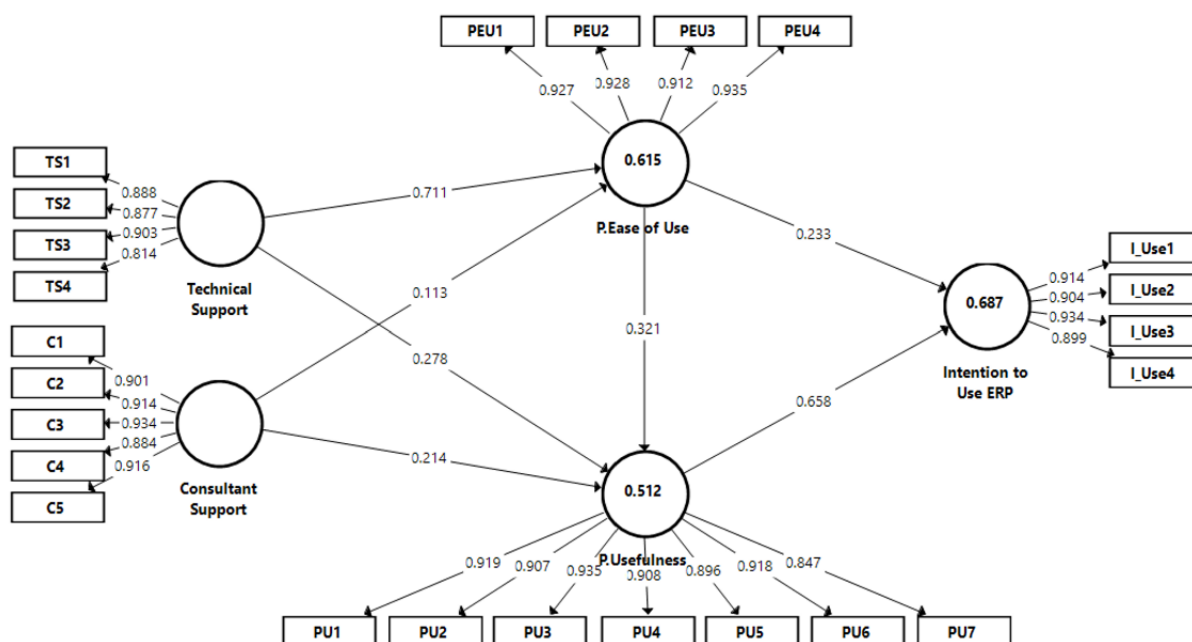 PEU1
PEU2
PEU3
PEU4
0.927
0.928
0.912
0.935
TS1
TS2
TS3
TS4
0.888
0.877
0.903
0.814
Technical
Support
0.711
0.615
P.Ease of Use
0.233
0.113
0.278
0.321
C1
C2
C3
C4
C5
0.901
0.914
0.934
0.884
0.916
Consultant
Support
0.214
0.658
0.687
Intention to
Use ERP
0.914
0.904
0.934
0.899
I_Use1
I_Use2
I_Use3
I_Use4
0.512
P.Usefulness
0.919
0.907
0.935
0.908
0.896
0.918
0.847
PU1
PU2
PU3
PU4
PU5
PU6
PU7